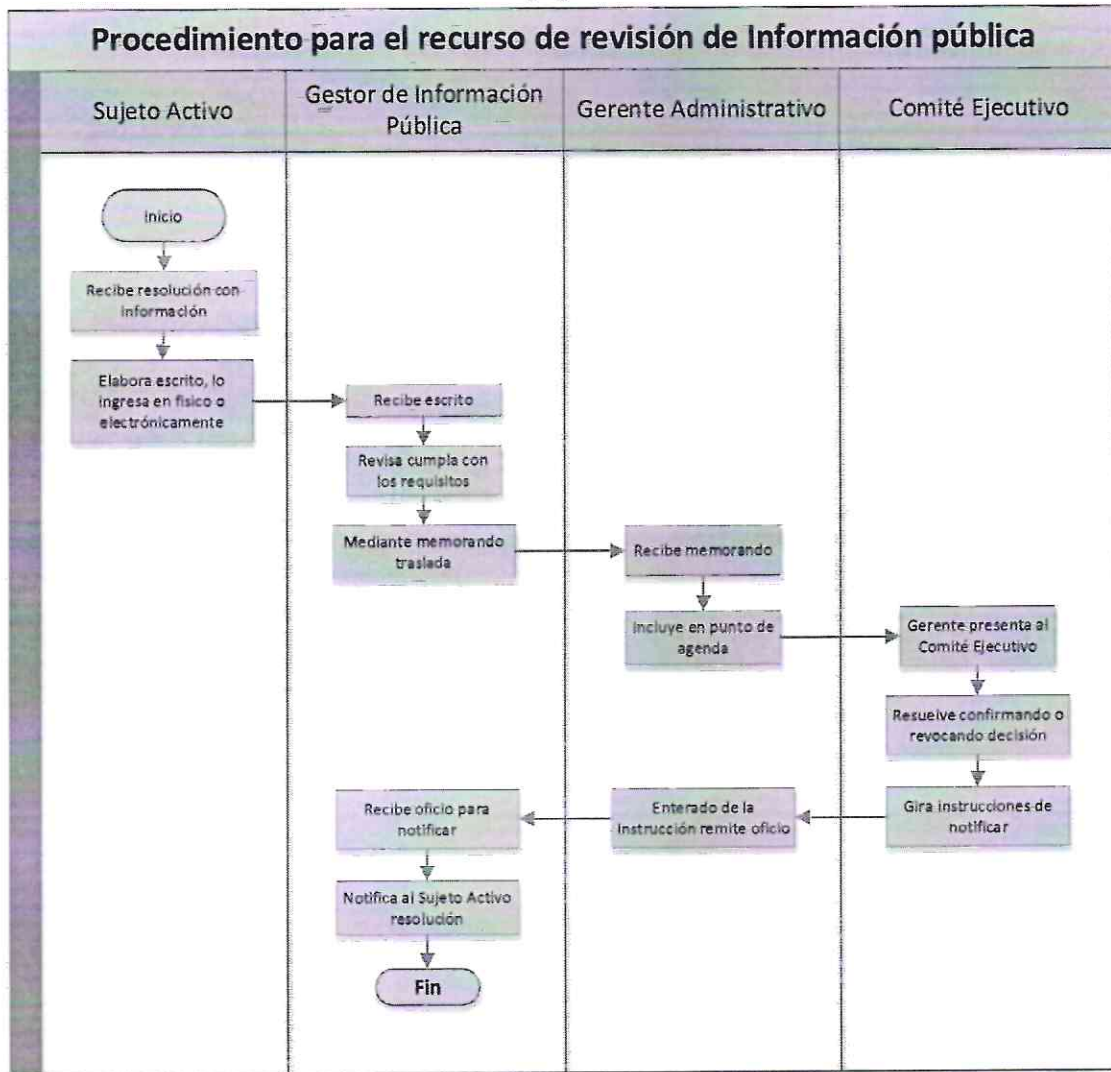 Procedimiento para el recurso de revisión de Información pública
Sujeto Activo
Gestor de Información
Pública
Gerente Administrativo
Comité Ejecutivo
Inicio
Recibe resolución con
información
Elabora escrito, lo
ingresa en físico o
electrónicamente
Recibe escrito
Revisa cumpla con
los requisitos
Mediante memorando
traslada
Recibe memorando
Incluye en punto de
agenda
Gerente presenta al
Comité Ejecutivo
Resuelve confirmando o
revocando decisión
Gira instrucciones de
notificar
Enterado de la
Instrucción remite oficio
Recibe oficio para
notificar
Notifica al Sujeto Activo
resolución
Fin